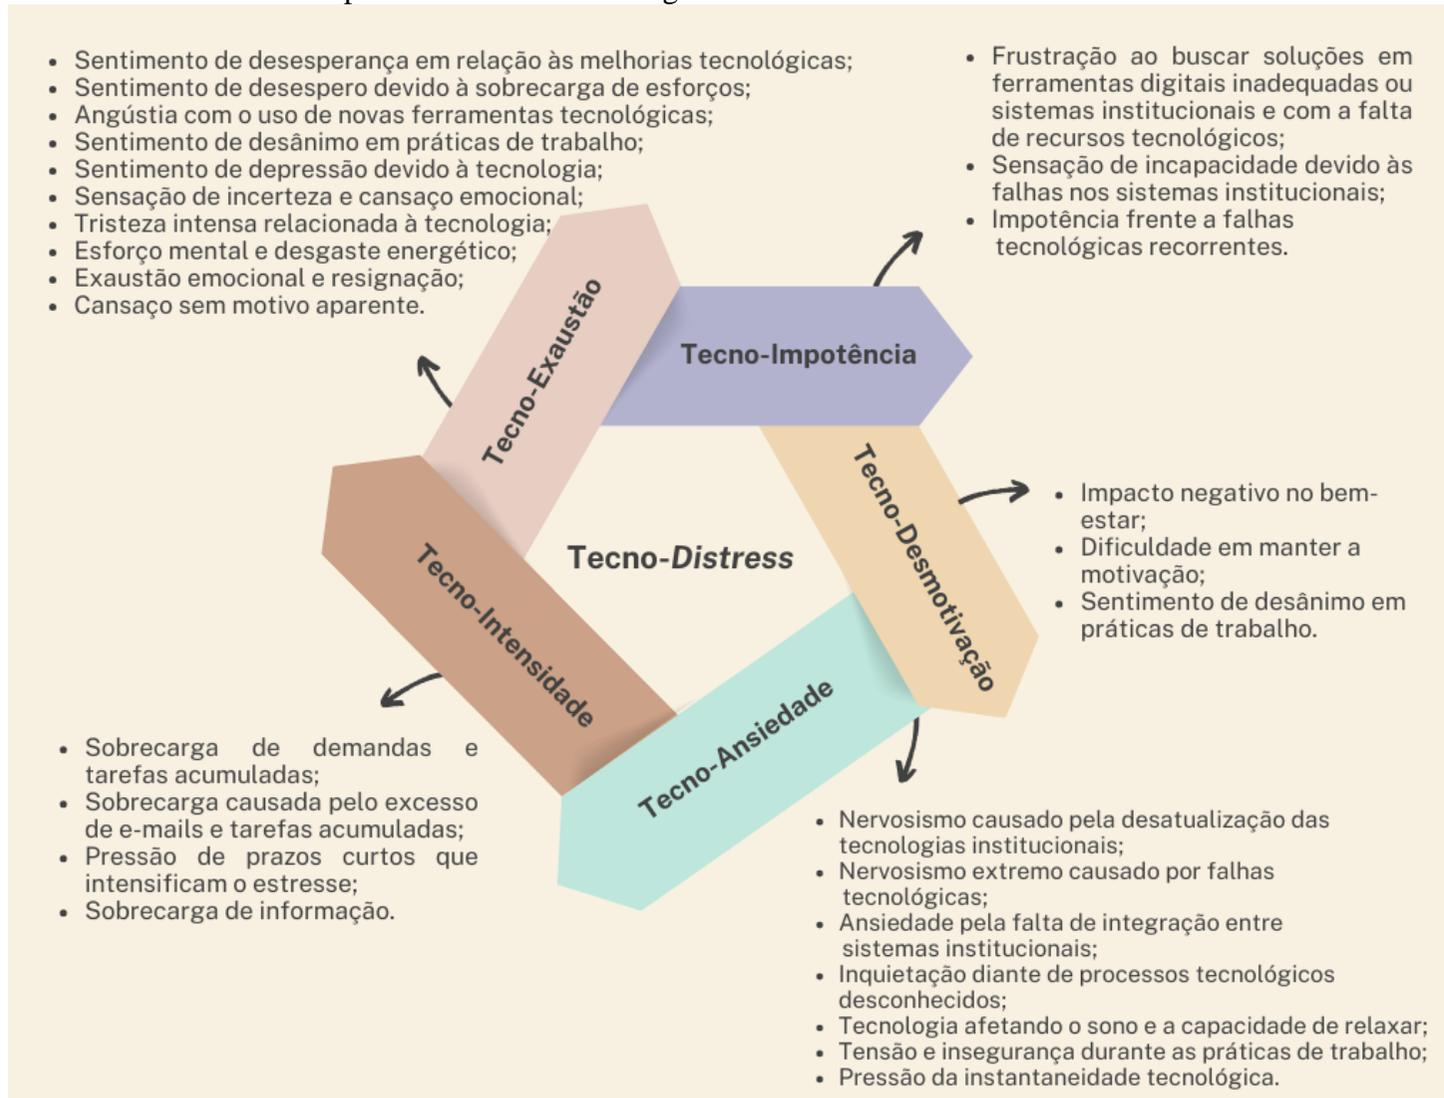 Sentimento de desesperança em relação às melhorias tecnológicas;
Sentimento de desespero devido à sobrecarga de esforços;
Angústia com o uso de novas ferramentas tecnológicas;
Sentimento de desânimo em práticas de trabalho;
Sentimento de depressão devido à tecnologia;
Sensação de incerteza e cansaço emocional;
Tristeza intensa relacionada à tecnologia;
Esforço mental e desgaste energético;
Exaustão emocional e resignação;
Cansaço sem motivo aparente.
Frustração ao buscar soluções em
ferramentas digitais inadequadas ou
sistemas institucionais e com a falta
de recursos tecnológicos;
Sensação de incapacidade devido às
falhas nos sistemas institucionais;
Impotência frente a falhas
tecnológicas recorrentes.
Tecno-Exaustão
Tecno-Impotência
Tecno-Desmotivação
Tecno-Distress
Tecno-Intensidade
Tecno-Ansiedade
Impacto negativo no bem-
estar;
Dificuldade em manter a
motivação;
Sentimento de desânimo em
práticas de trabalho.
Sobrecarga de demandas e
tarefas acumuladas;
Sobrecarga causada pelo excesso
de e-mails e tarefas acumuladas;
Pressão de prazos curtos que
intensificam o estresse;
Sobrecarga de informação.
Nervosismo causado pela desatualização das
tecnologias institucionais;
Nervosismo extremo causado por falhas
tecnológicas;
Ansiedade pela falta de integração entre
sistemas institucionais;
Inquietação diante de processos tecnológicos
desconhecidos;
Tecnologia afetando o sono e a capacidade de relaxar;
Tensão e insegurança durante as práticas de trabalho;
Pressão da instantaneidade tecnológica.